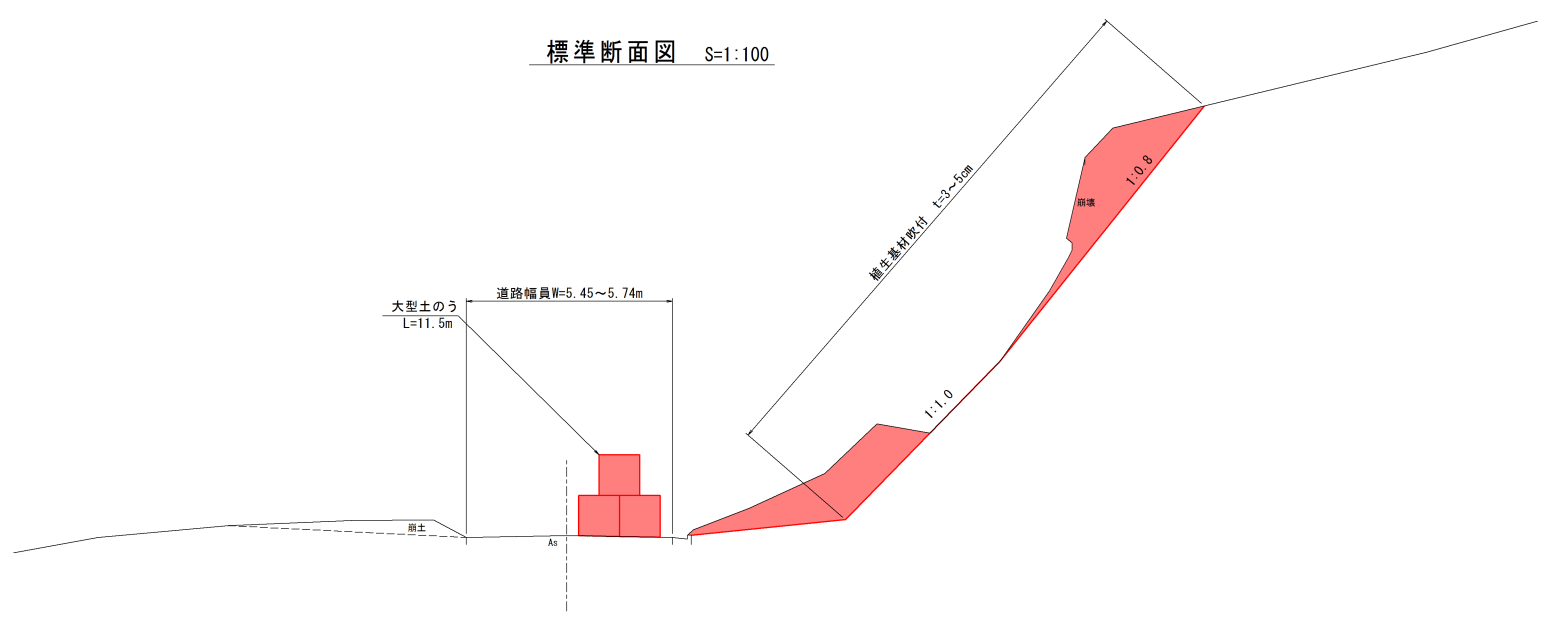 標準断面図 S=1:100
1:0.8
植生基材吹付 t=3～5cm
崩壊
道路幅員W=5.45～5.74m
大型土のう
L=11.5m
1:1.0
崩土
As